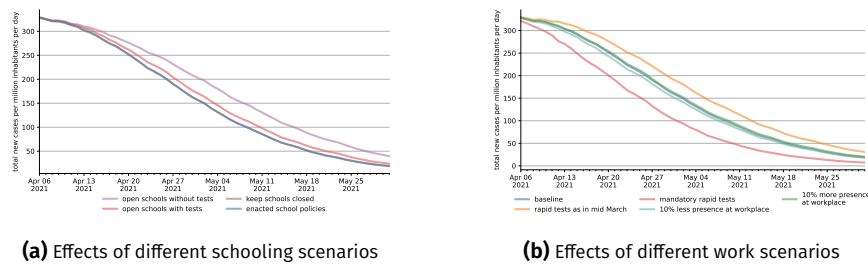 total new cases per million inhabitants per day
300
250
200
150
100
50
Apr 06
2021
Apr 13
2021
Apr 20
2021
Apr 27
2021
May 04
2021
May 11
2021
May 18
2021
May 25
2021
open schools without tests
open schools with tests
keep schools closed
enacted school policies
(a) Effects of different schooling scenarios
total new cases per million inhabitants per day
300
250
200
150
100
50
0
Apr 06
2021
Apr 13
2021
Apr 20
2021
Apr 27
2021
May 04
2021
May 11
2021
May 18
2021
May 25
2021
baseline
rapid tests as in mid March
mandatory rapid tests
10% less presence at workplace
10% more presence
at workplace
(b) Effects of different work scenarios